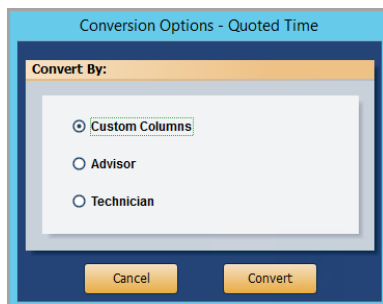 Conversion Options - Quoted Time
Convert By:
Custom Columns
Advisor
Technician
Cancel Convert